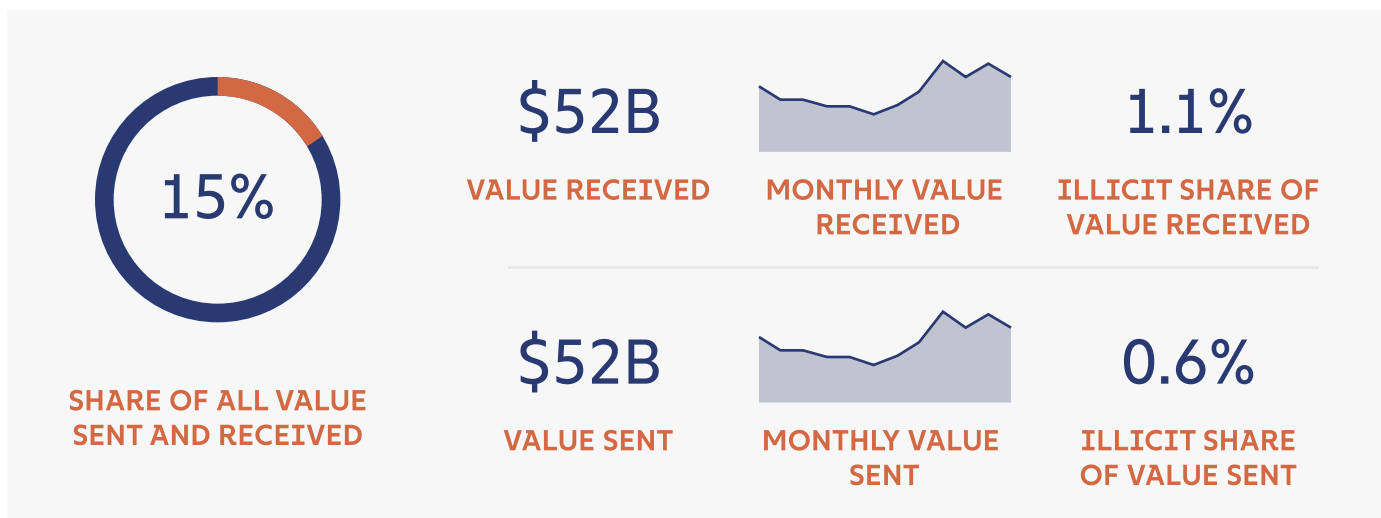 15%
SHARE OF ALL VALUE
SENT AND RECEIVED
$52B
VALUE RECEIVED
MONTHLY VALUE
RECEIVED
1.1%
ILLICIT SHARE OF
VALUE RECEIVED
$52B
VALUE SENT
MONTHLY VALUE
SENT
0.6%
ILLICIT SHARE
OF VALUE SENT